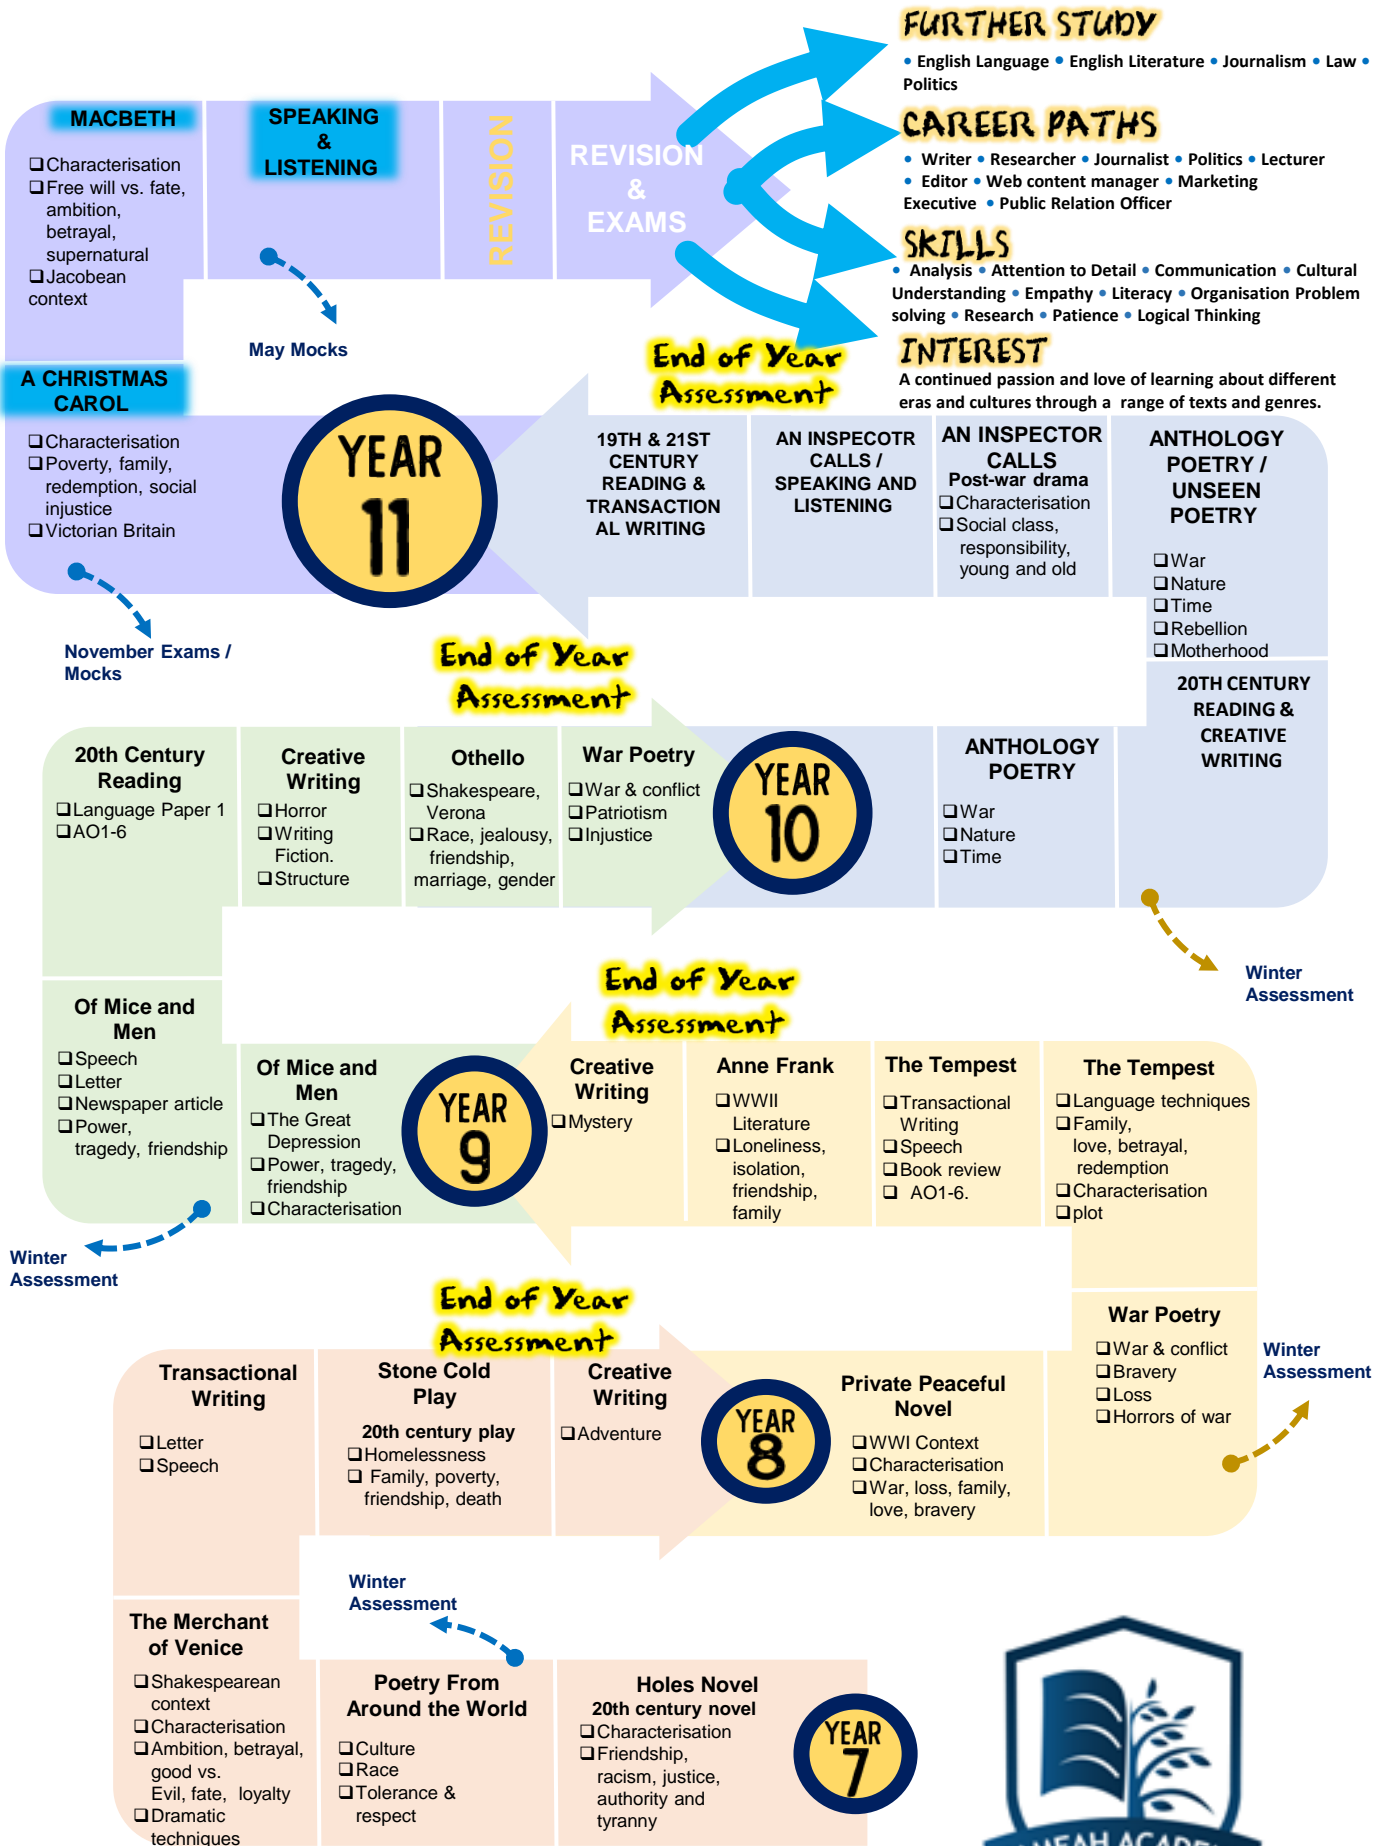 FURTHER STUDY
• English Language • English Literature • Journalism • Law •
Politics
CAREER PATHS
• Writer • Researcher • Journalist • Politics • Lecturer
• Editor • Web content manager • Marketing
Executive • Public Relation Officer
SKILLS
• Analysis • Attention to Detail • Communication • Cultural
Understanding • Empathy • Literacy • Organisation Problem
solving • Research • Patience • Logical Thinking
INTEREST
A continued passion and love of learning about different
eras and cultures through a range of texts and genres.
MACBETH
❑Characterisation
❑Free will vs. fate,
ambition,
betrayal,
supernatural
❑Jacobean
context
SPEAKING
&
LISTENING
REVISION
REVISION
&
EXAMS
May Mocks
A CHRISTMAS
CAROL
❑Characterisation
❑Poverty, family,
redemption, social
injustice
❑Victorian Britain
November Exams /
Mocks
YEAR
11
End of Year
Assessment
19TH & 21ST
CENTURY
READING &
TRANSACTION
AL WRITING
AN INSPECOTR
CALLS /
SPEAKING AND
LISTENING
AN INSPECTOR
CALLS
Post-war drama
❑Characterisation
❑Social class,
responsibility,
young and old
ANTHOLOGY
POETRY /
UNSEEN
POETRY
❑War
❑Nature
❑Time
❑Rebellion
❑Motherhood
20TH CENTURY
READING &
CREATIVE
WRITING
End of Year
Assessment
20th Century
Reading
❑Language Paper 1
❑AO1-6
Creative
Writing
❑Horror
❑Writing
Fiction.
❑Structure
Othello
❑Shakespeare,
Verona
❑Race, jealousy,
friendship,
marriage, gender
War Poetry
❑War & conflict
❑Patriotism
❑Injustice
YEAR
10
ANTHOLOGY
POETRY
❑War
❑Nature
❑Time
Winter
Assessment
End of Year
Assessment
Of Mice and
Men
❑Speech
❑Letter
❑Newspaper article
❑Power,
tragedy, friendship
Of Mice and
Men
❑The Great
Depression
❑Power, tragedy,
friendship
❑Characterisation
Winter
Assessment
YEAR
9
Creative
Writing
❑Mystery
Anne Frank
❑WWII
Literature
❑Loneliness,
isolation,
friendship,
family
The Tempest
❑Transactional
Writing
❑Speech
❑Book review
❑ AO1-6.
The Tempest
❑Language techniques
❑Family,
love, betrayal,
redemption
❑Characterisation
❑plot
End of Year
Assessment
War Poetry
❑War & conflict
❑Bravery
❑Loss
❑Horrors of war
Winter
Assessment
Transactional
Writing
❑Letter
❑Speech
Stone Cold
Play
20th century play
❑Homelessness
❑ Family, poverty,
friendship, death
Creative
Writing
❑Adventure
YEAR
8
Private Peaceful
Novel
❑WWI Context
❑Characterisation
❑War, loss, family,
love, bravery
Winter
Assessment
The Merchant
of Venice
❑Shakespearean
context
❑Characterisation
❑Ambition, betrayal,
good vs.
Evil, fate, loyalty
❑Dramatic
techniques
Poetry From
Around the World
❑Culture
❑Race
❑Tolerance &
respect
Holes Novel
20th century novel
❑Characterisation
❑Friendship,
racism, justice,
authority and
tyranny
YEAR
7